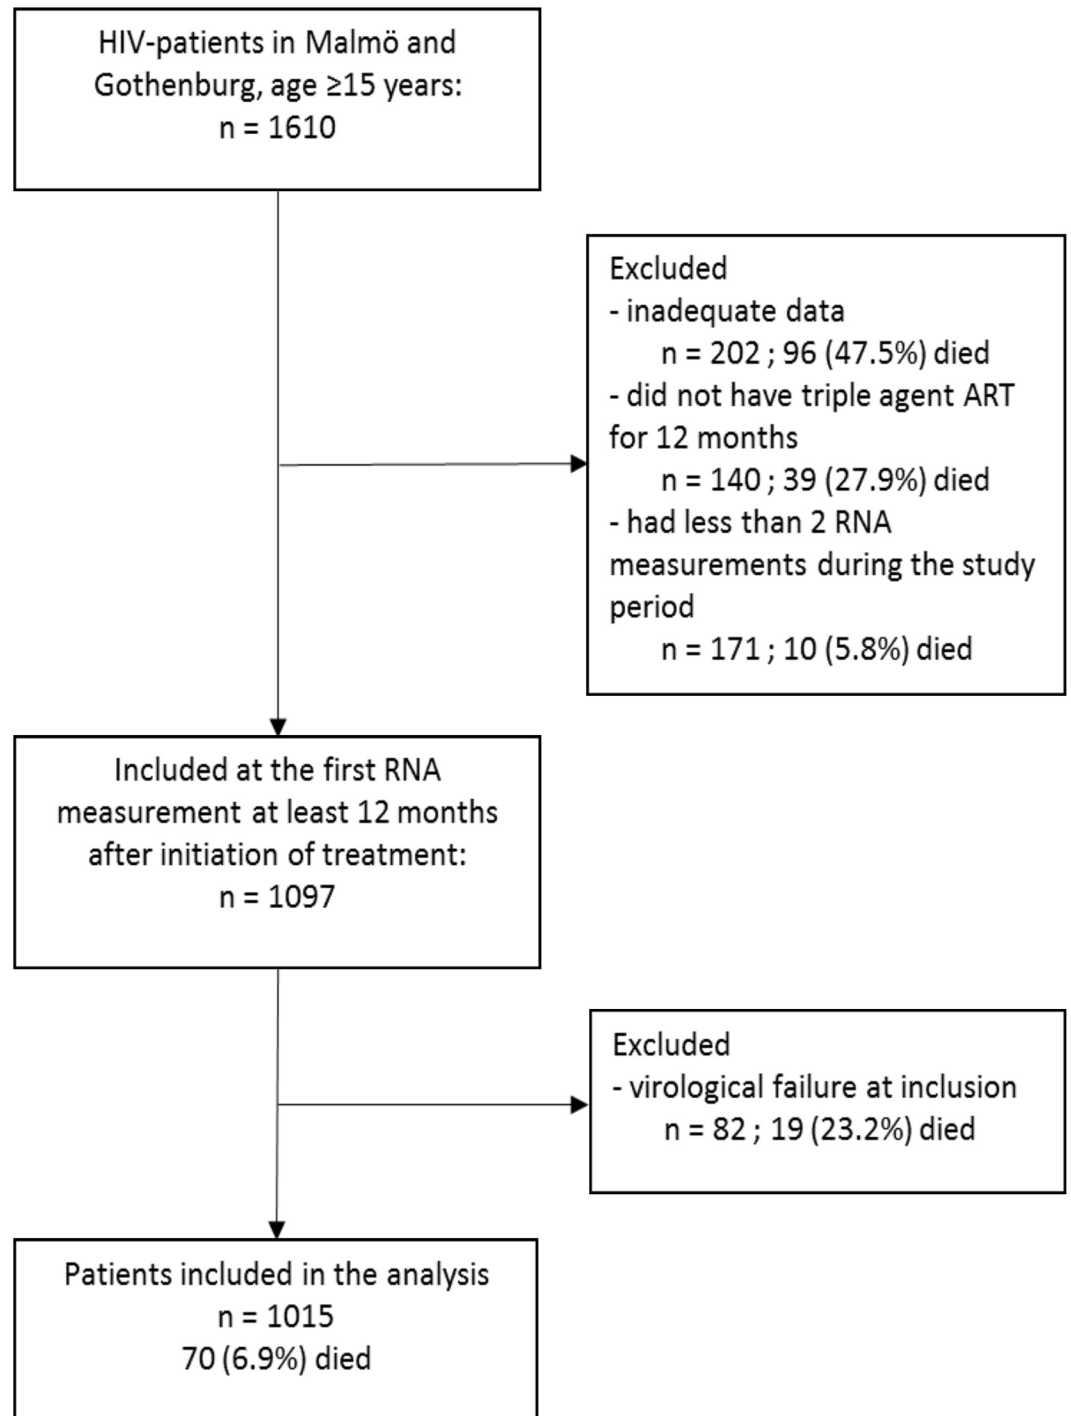 HIV-patients in Malmö and
Gothenburg, age ≥15 years:
n = 1610
Excluded
- inadequate data
n = 202 ; 96 (47.5%) died
- did not have triple agent ART
for 12 months
n = 140 ; 39 (27.9%) died
- had less than 2 RNA
measurements during the study
period
n = 171 ; 10 (5.8%) died
Included at the first RNA
measurement at least 12 months
after initiation of treatment:
n = 1097
Excluded
- virological failure at inclusion
n = 82 ; 19 (23.2%) died
Patients included in the analysis
n = 1015
70 (6.9%) died